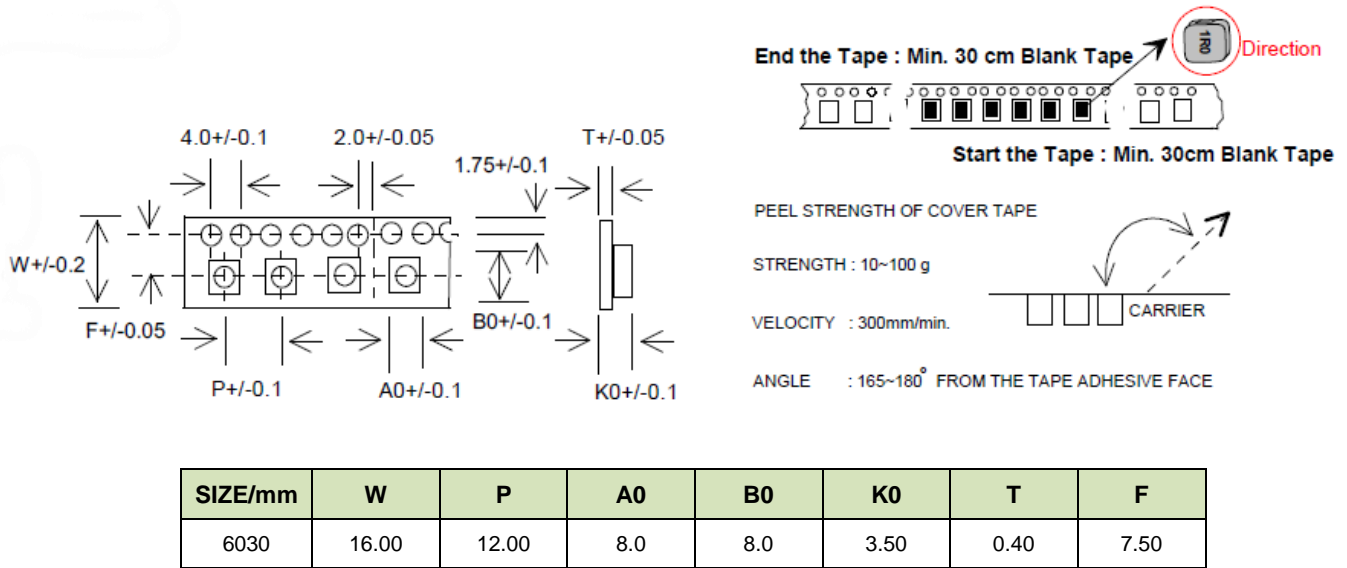 End the Tape : Min. 30 cm Blank Tape
1R0
Direction
Start the Tape : Min. 30cm Blank Tape
4.0+/-0.1
2.0+/-0.05
1.75+/-0.1
T+/-0.05
W+/-0.2
F+/-0.05
B0+/-0.1
P+/-0.1
A0+/-0.1
K0+/-0.1
PEEL STRENGTH OF COVER TAPE
STRENGTH : 10~100 g
VELOCITY : 300mm/min.
CARRIER
ANGLE : 165~180° FROM THE TAPE ADHESIVE FACE
SIZE/mm W P A0 B0 K0 T F
6030 16.00 12.00 8.0 8.0 3.50 0.40 7.50